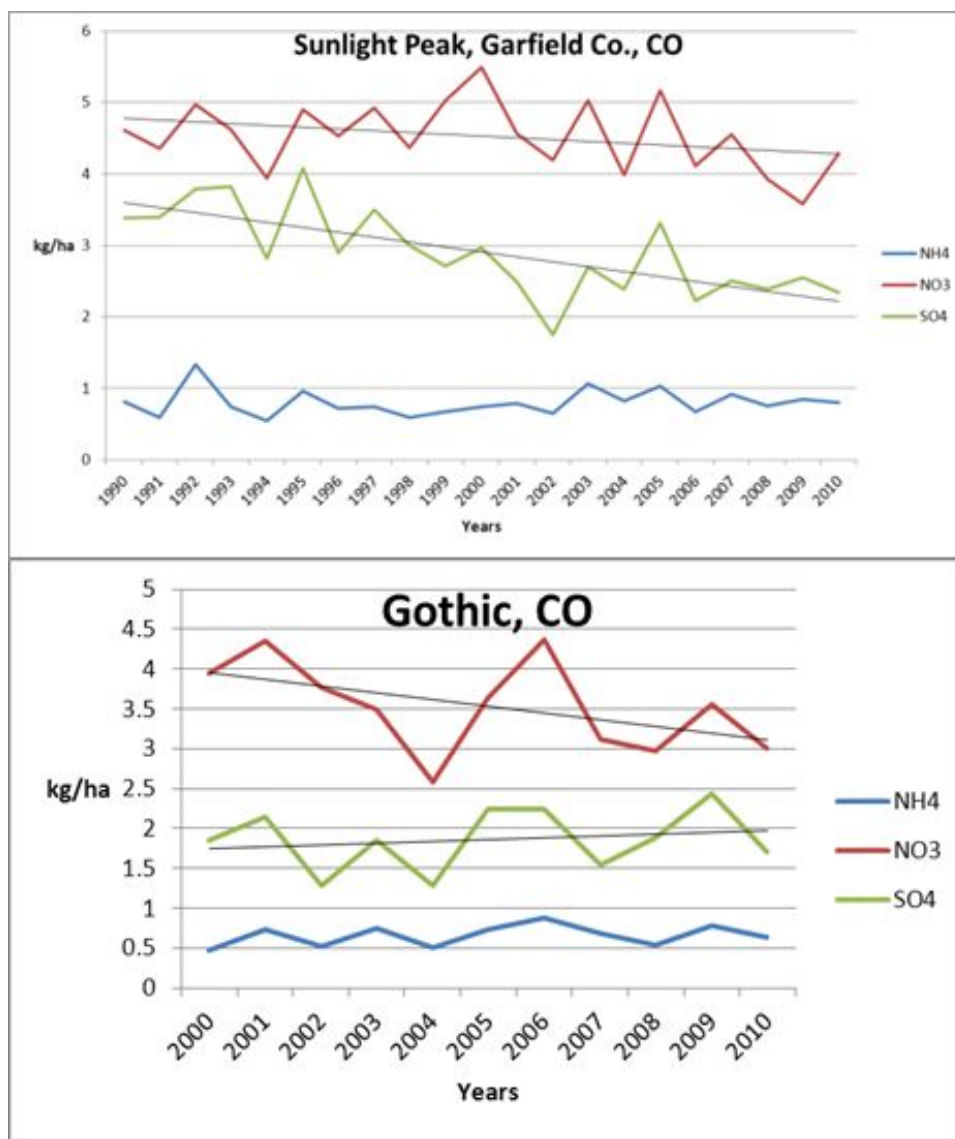 Sunlight Peak, Garfield Co., CO
6
5
4
3
2
1
0
kg/ha
NH4
NO3
SO4
1990 1991 1992 1993 1994 1995 1996 1997 1998 1999 2000 2001 2002 2003 2004 2005 2006 2007 2008 2009 2010
Years
Gothic, CO
5
4.5
4
3.5
3
2.5
2
1.5
1
0.5
0
kg/ha
NH4
NO3
SO4
2000 2001 2002 2003 2004 2005 2006 2007 2008 2009 2010
Years